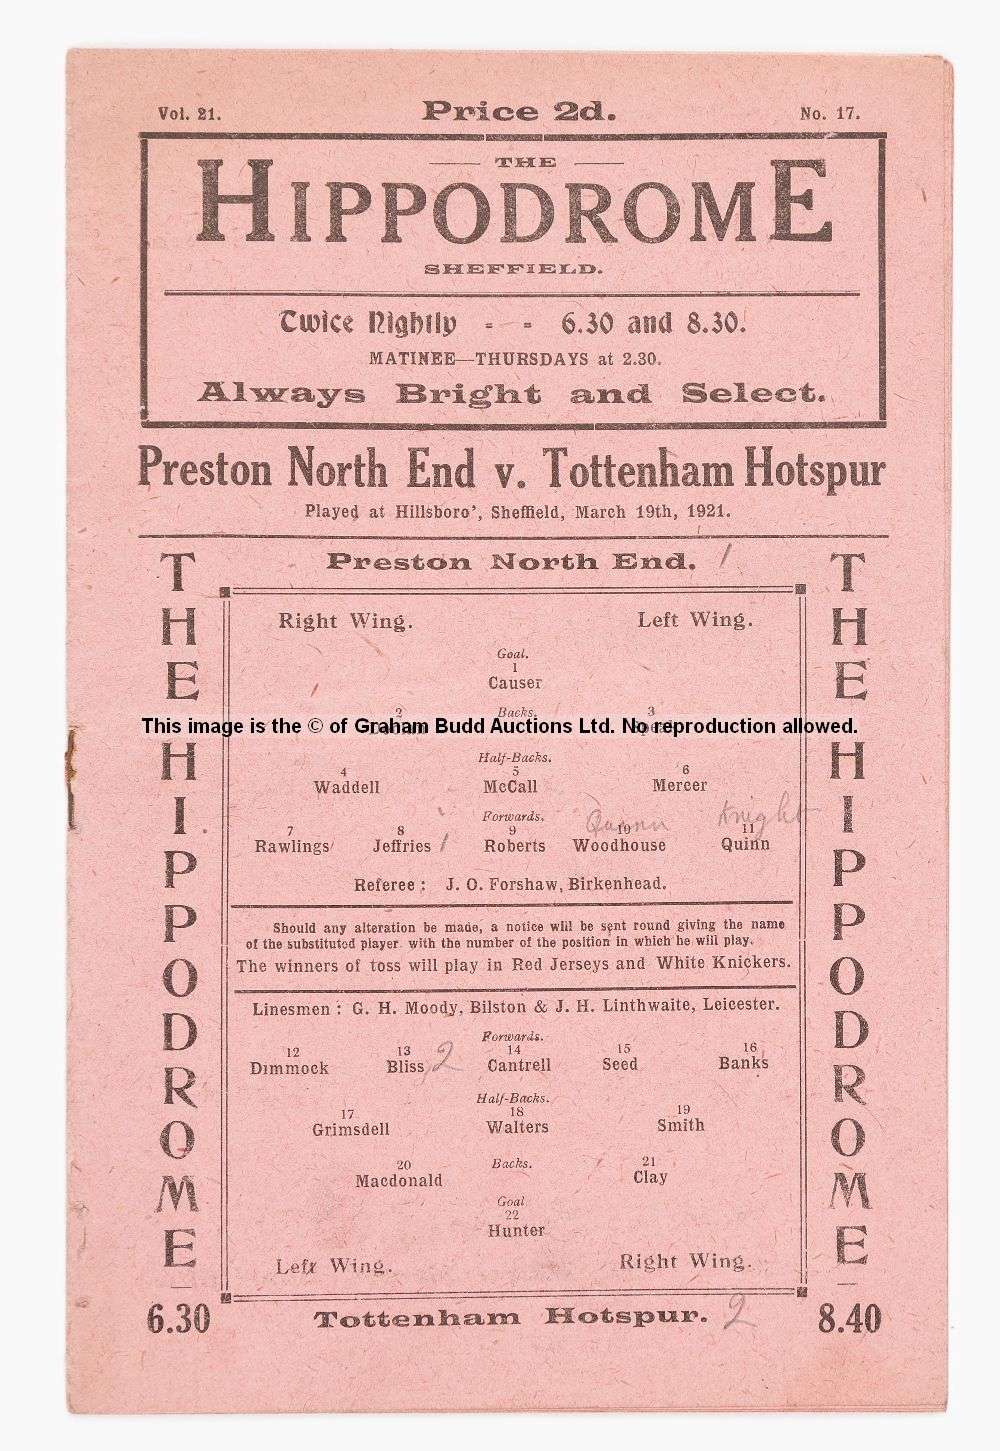 Vol. 21. Price 2d. No. 17.
THE
HIPPODROME
SHEFFIELD.
Twice Nightly - - 6.30 and 8.30.
MATINEE—THURSDAYS at 2.30.
Always Bright and Select.
Preston North End v. Tottenham Hotspur
Played at Hillsboro', Sheffield, March 19th, 1921.
THE HIPPODROME
6.30
Preston North End. 1
Right Wing. Left Wing.
Goal.
1
Causer
2 Backs. 3
This image is the © of Graham Budd Auctions Ltd. No reproduction allowed.
Half-Backs.
4 5 6
Waddell McCall Mercer
Forwards. Quinn Knight
7 8 9 10 11
Rawlings Jeffries 1 Roberts Woodhouse Quinn
Referee : J. O. Forshaw, Birkenhead.
Should any alteration be made, a notice will be sent round giving the name
of the substituted player with the number of the position in which he will play.
The winners of toss will play in Red Jerseys and White Knickers.
Linesmen : G. H. Moody, Bilston & J. H. Linthwaite, Leicester.
Forwards.
12 13 14 15 16
Dimmock Bliss 2 Cantrell Seed Banks
Half-Backs.
17 18 19
Grimsdell Walters Smith
20 Backs. 21
Macdonald Clay
Goal
22
Hunter
Left Wing. Right Wing.
Tottenham Hotspur. 2
THE HIPPODROME
8.40